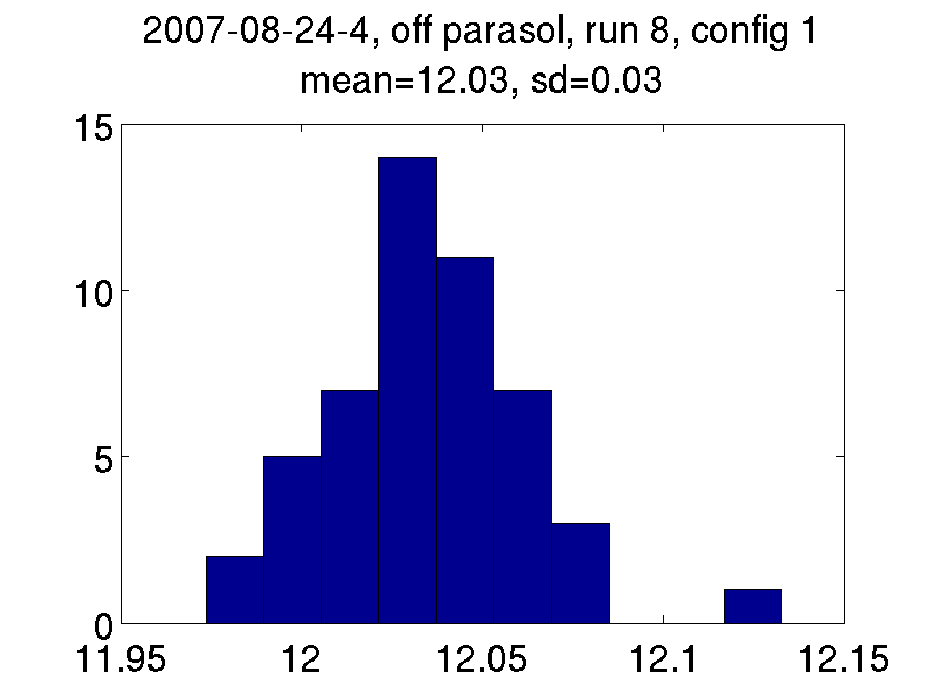 2007-08-24-4, off parasol, run 8, config 1
mean=12.03, sd=0.03
15
10
5
0
11.95 12 12.05 12.1 12.15